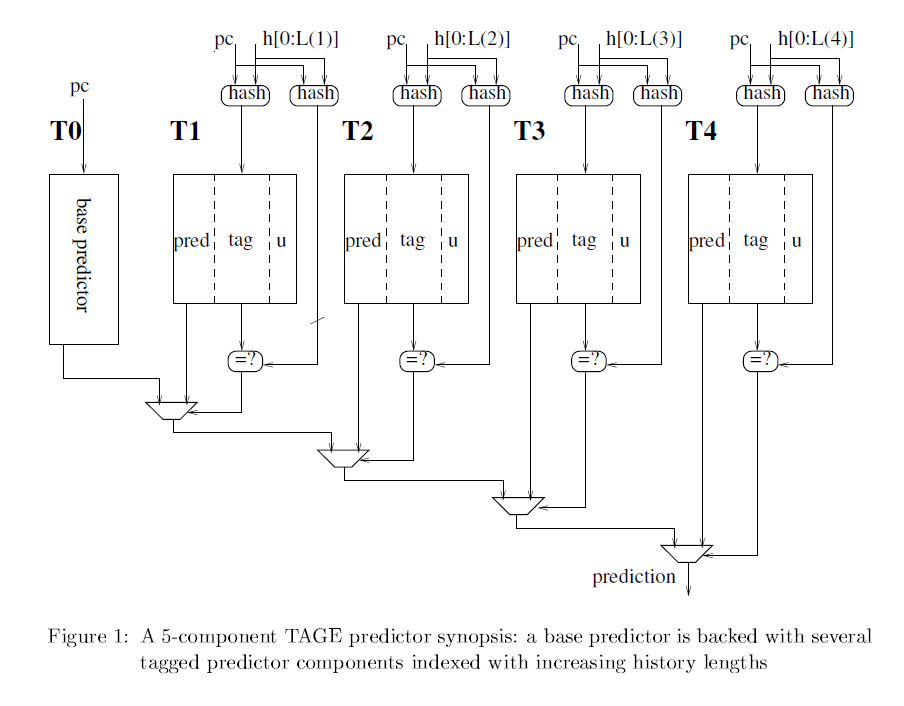 pc h[0:L(1)] pc h[0:L(2)] pc h[0:L(3)] pc h[0:L(4)]
pc
hash hash hash hash hash hash hash hash
T0 T1 T2 T3 T4
base predictor
pred tag u pred tag u pred tag u pred tag u
=? =? =? =?
prediction
Figure 1: A 5-component TAGE predictor synopsis: a base predictor is backed with several
tagged predictor components indexed with increasing history lengths